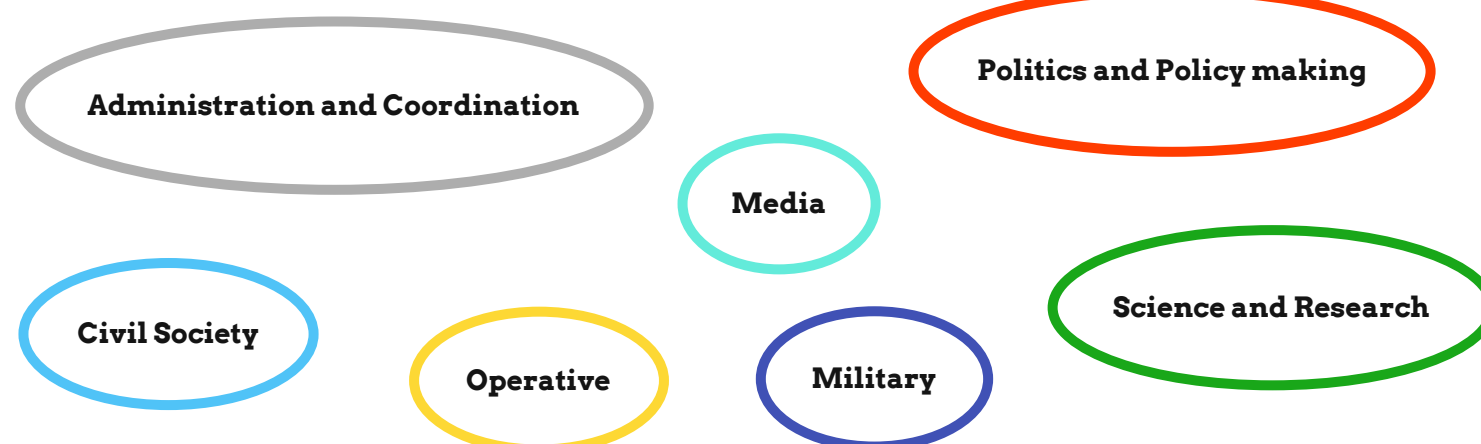 Politics and Policy making
Administration and Coordination
Media
Science and Research
Civil Society
Military
Operative